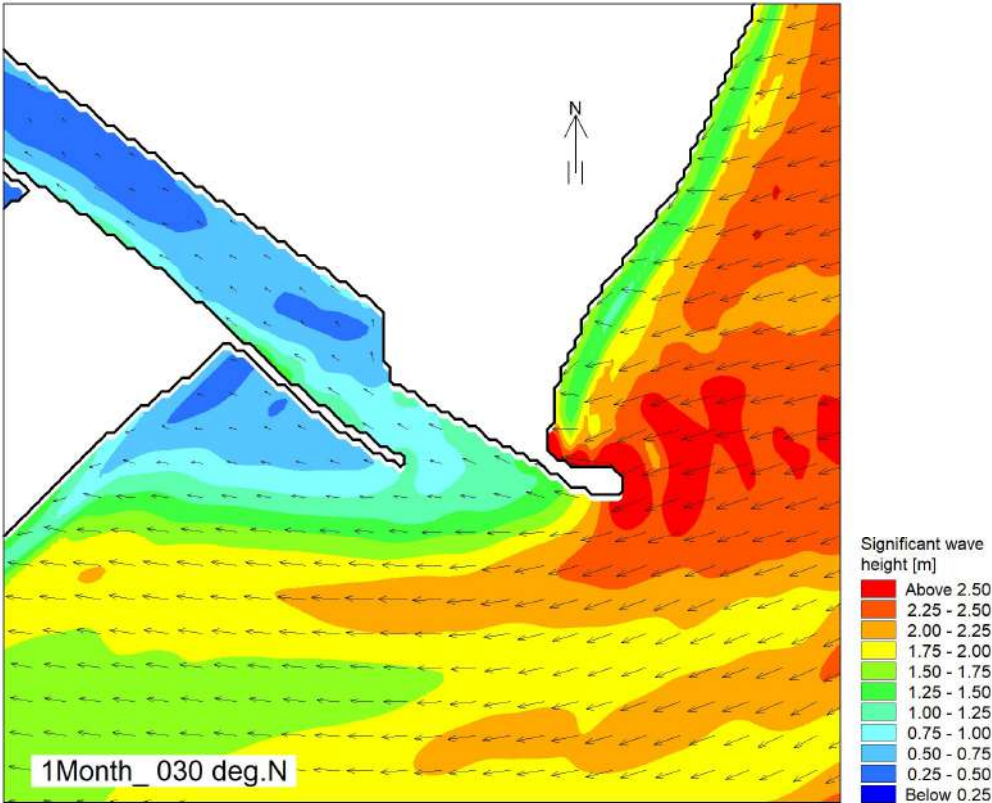 N
Significant wave
height [m]
Above 2.50
2.25 - 2.50
2.00 - 2.25
1.75 - 2.00
1.50 - 1.75
1.25 - 1.50
1.00 - 1.25
0.75 - 1.00
0.50 - 0.75
0.25 - 0.50
Below 0.25
1Month_ 030 deg.N